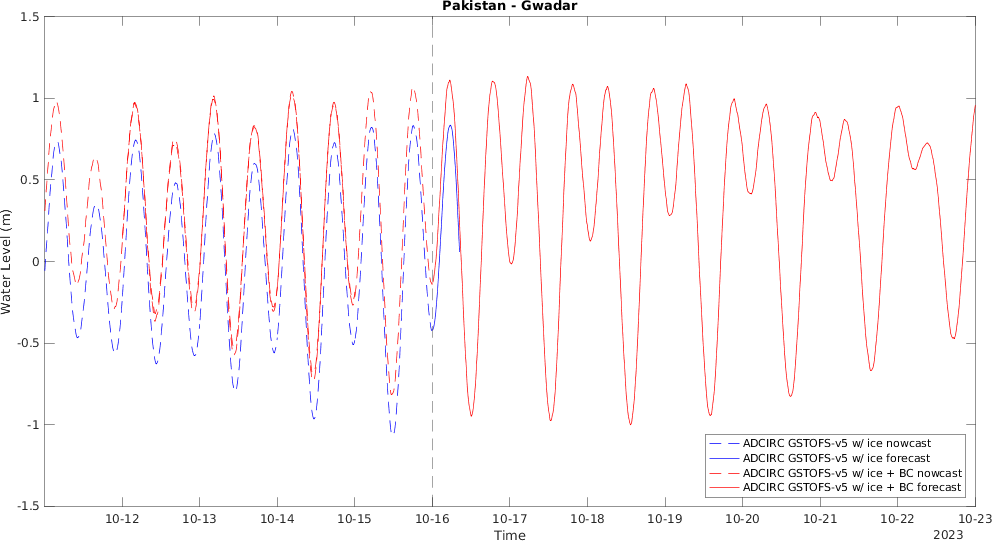 Pakistan - Gwadar
1.5
1
0.5
0
-0.5
-1
-1.5
Water Level (m)
10-12 10-13 10-14 10-15 10-16 10-17 10-18 10-19 10-20 10-21 10-22 10-23
Time
2023
ADCIRC GSTOFS-v5 w/ ice nowcast
ADCIRC GSTOFS-v5 w/ ice forecast
ADCIRC GSTOFS-v5 w/ ice + BC nowcast
ADCIRC GSTOFS-v5 w/ ice + BC forecast